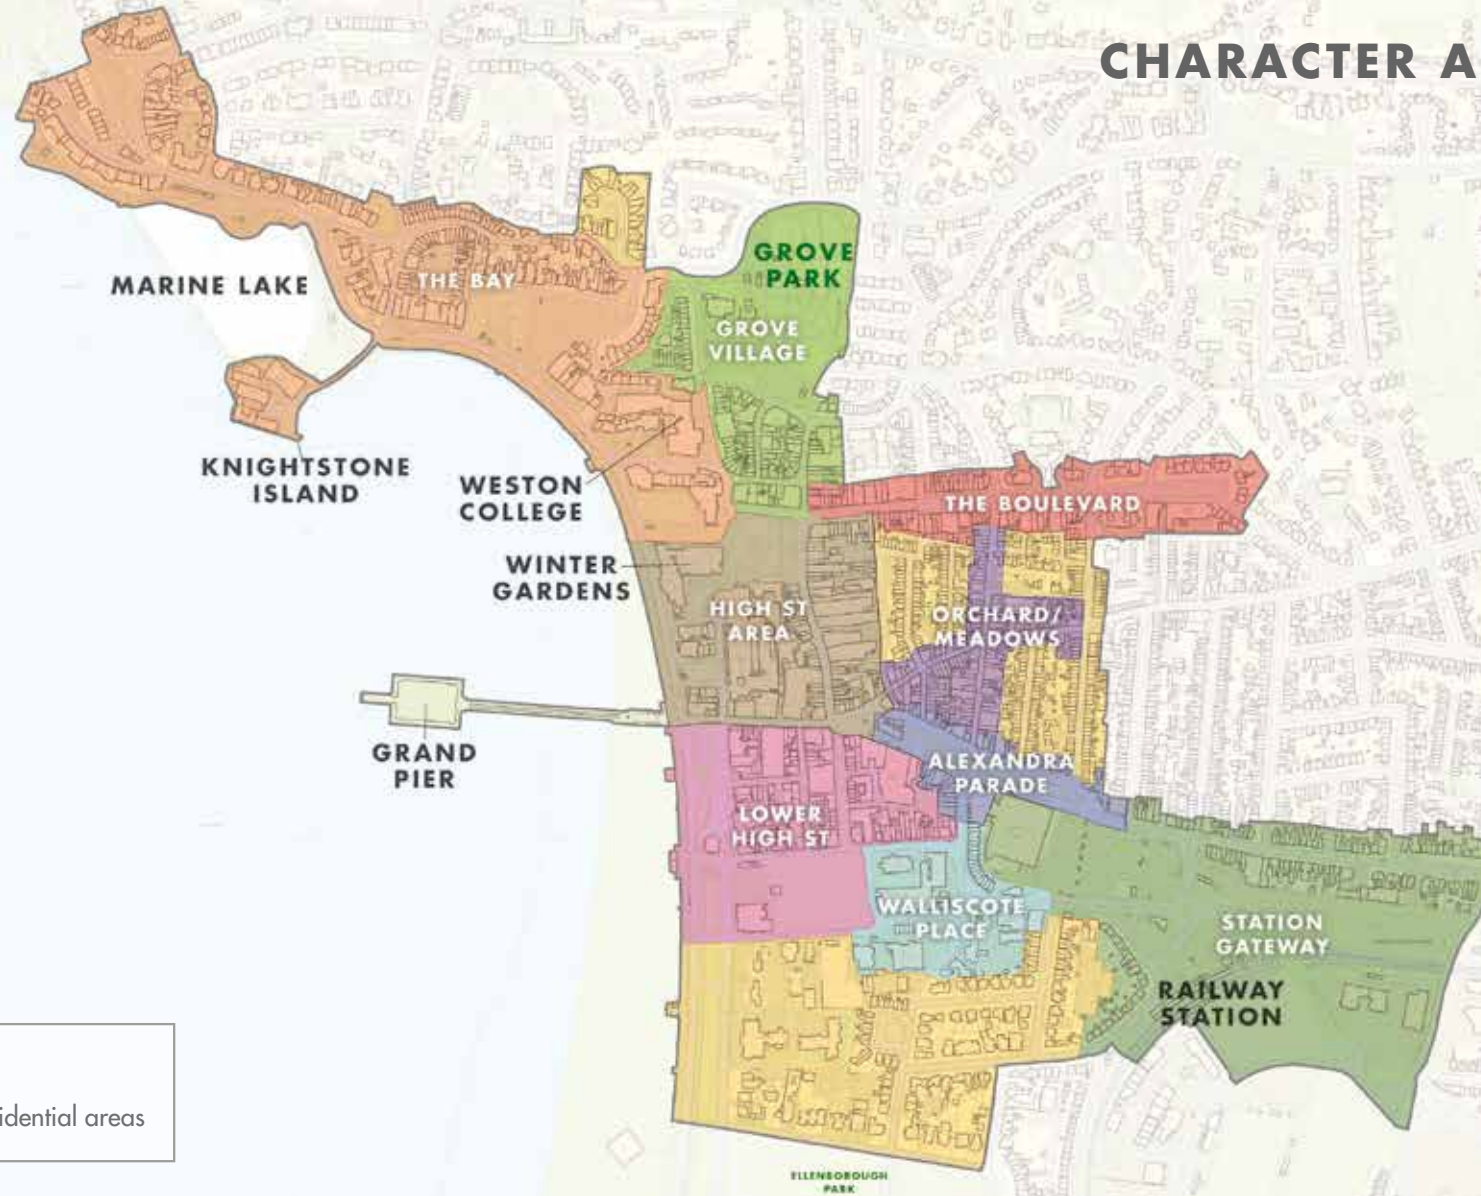 CHARACTER A
GROVE
PARK
MARINE LAKE
THE BAY
GROVE
VILLAGE
KNIGHTSTONE
ISLAND
WESTON
COLLEGE
THE BOULEVARD
WINTER
GARDENS
HIGH ST
AREA
ORCHARD/
MEADOWS
GRAND
PIER
ALEXANDRA
PARADE
LOWER
HIGH ST
WALLISCOTE
PLACE
STATION
GATEWAY
RAILWAY
STATION
idential areas
ELLENBOROUGH
PARK